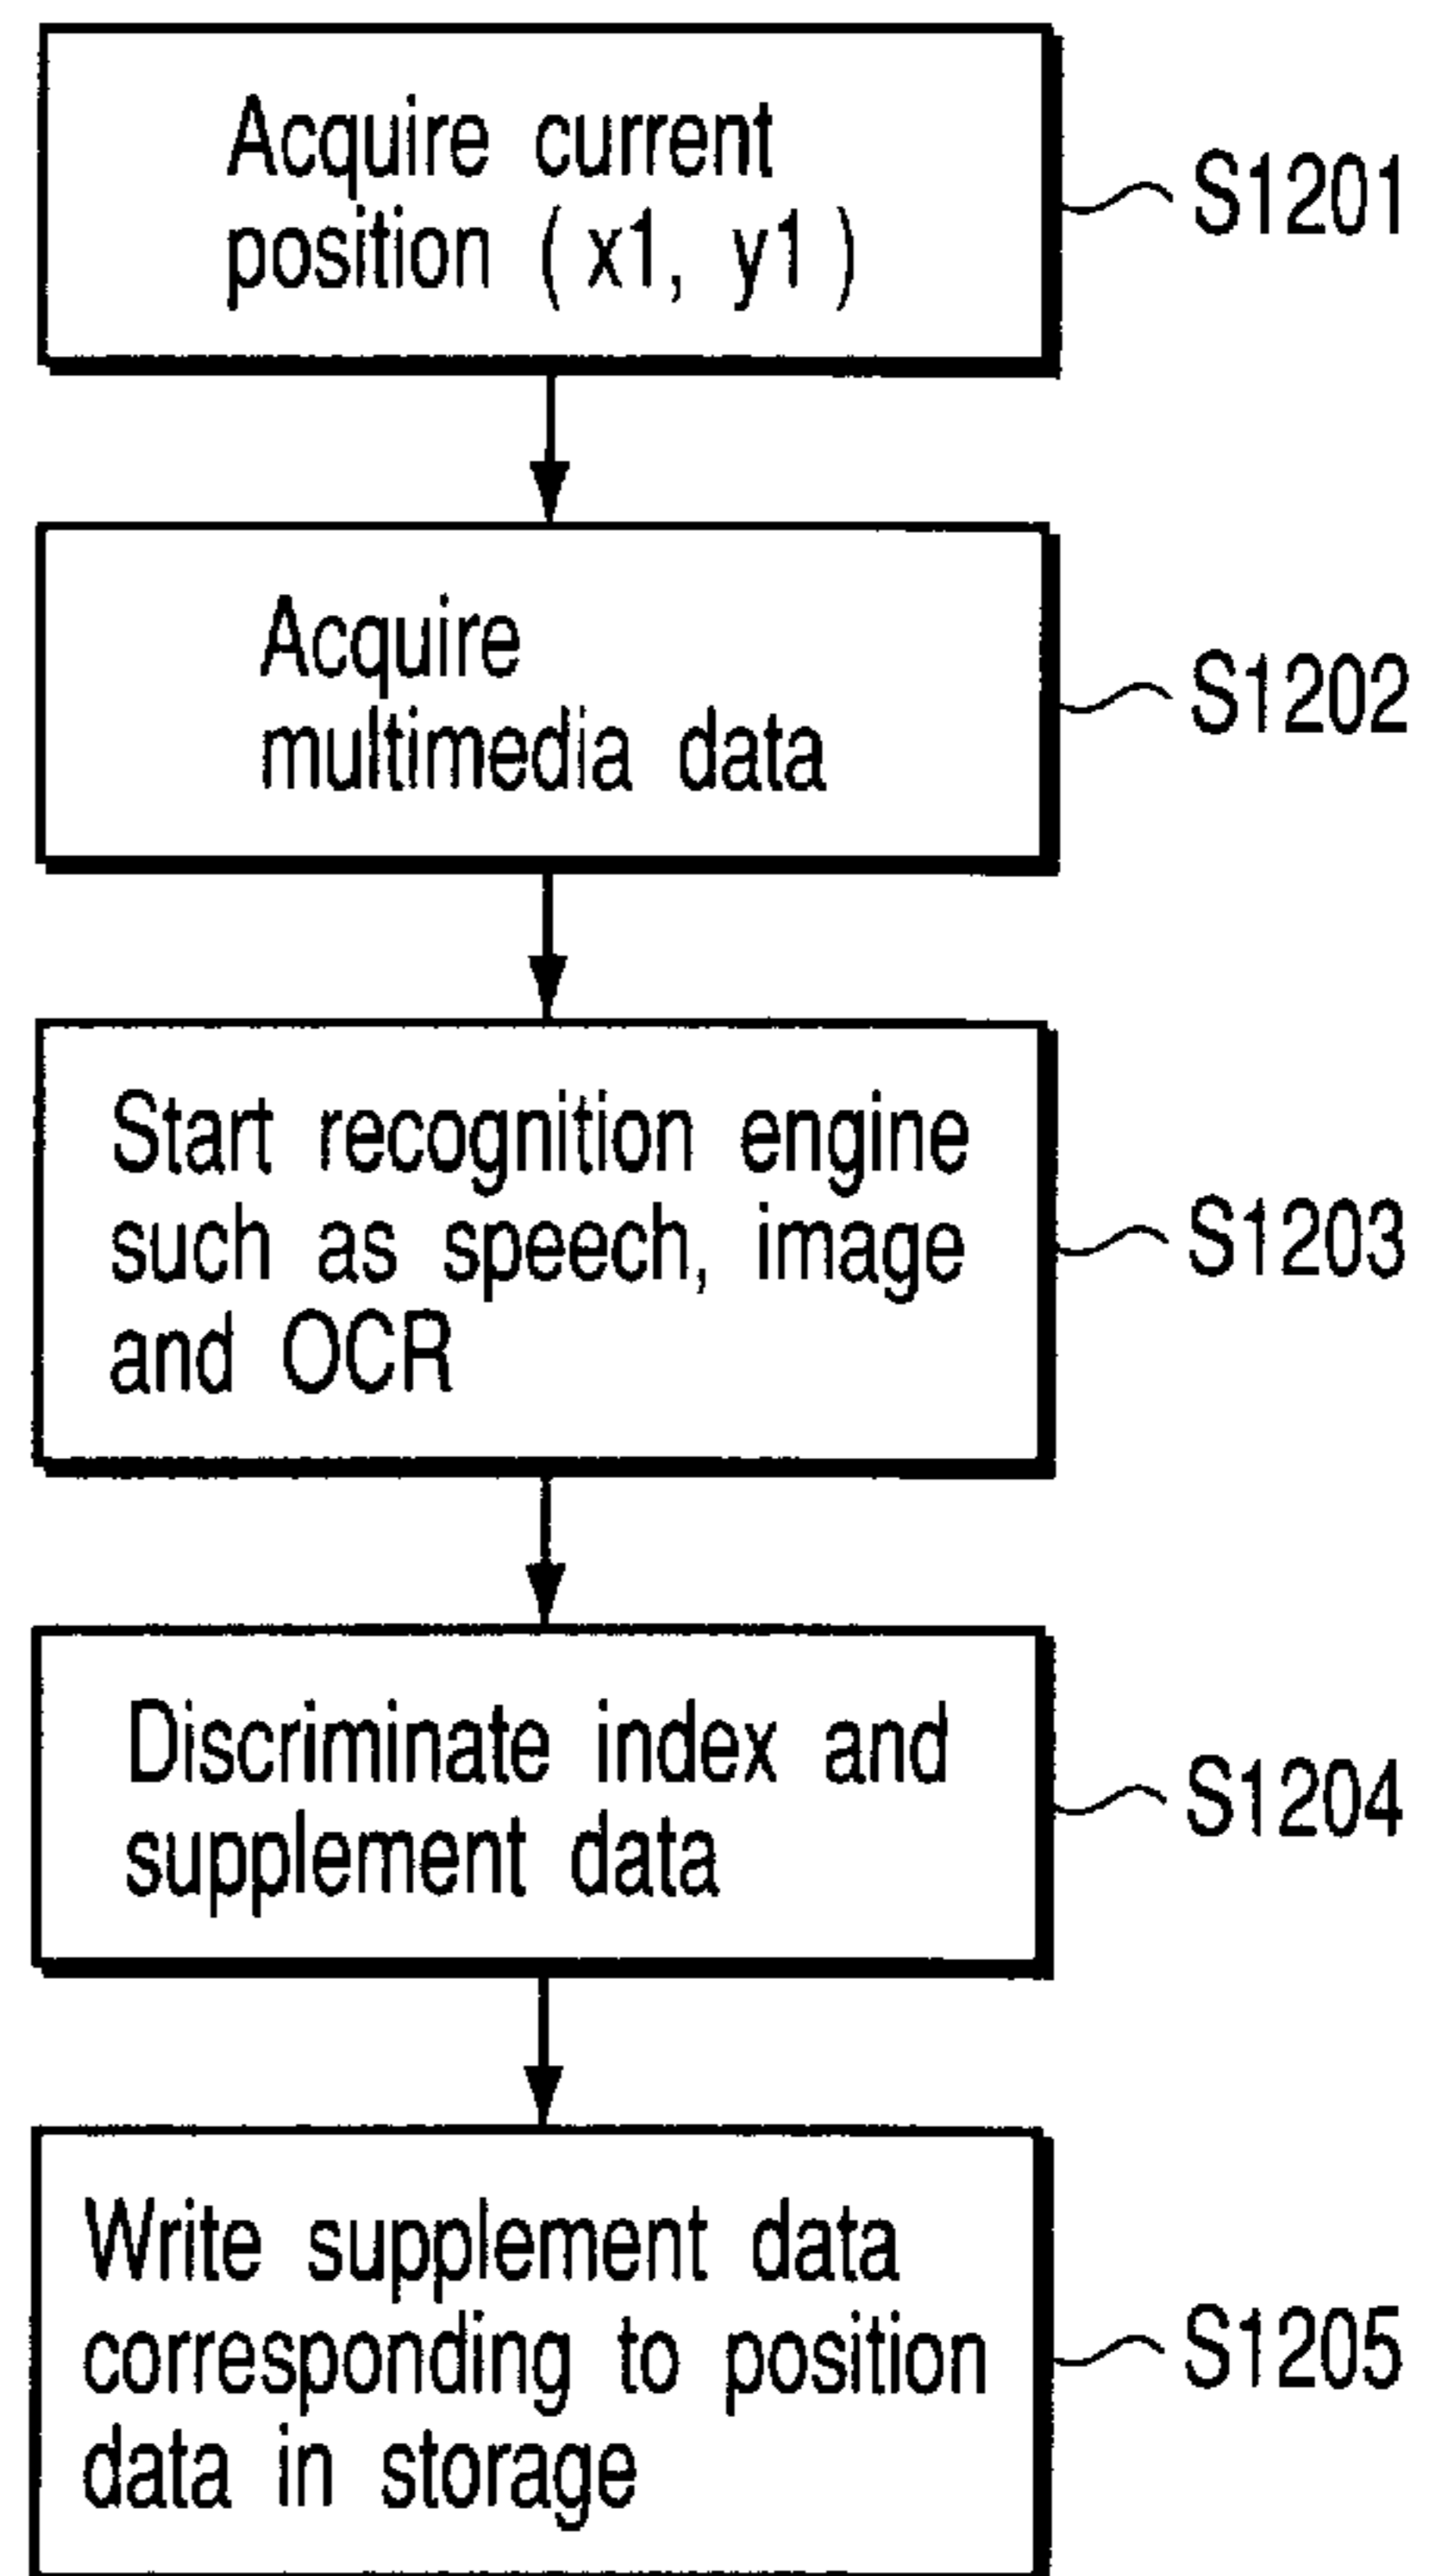 Acquire current
position ( x1, y1 )
S1201
Acquire
multimedia data
S1202
Start recognition engine
such as speech, image
and OCR
S1203
Discriminate index and
supplement data
S1204
Write supplement data
corresponding to position
data in storage
S1205